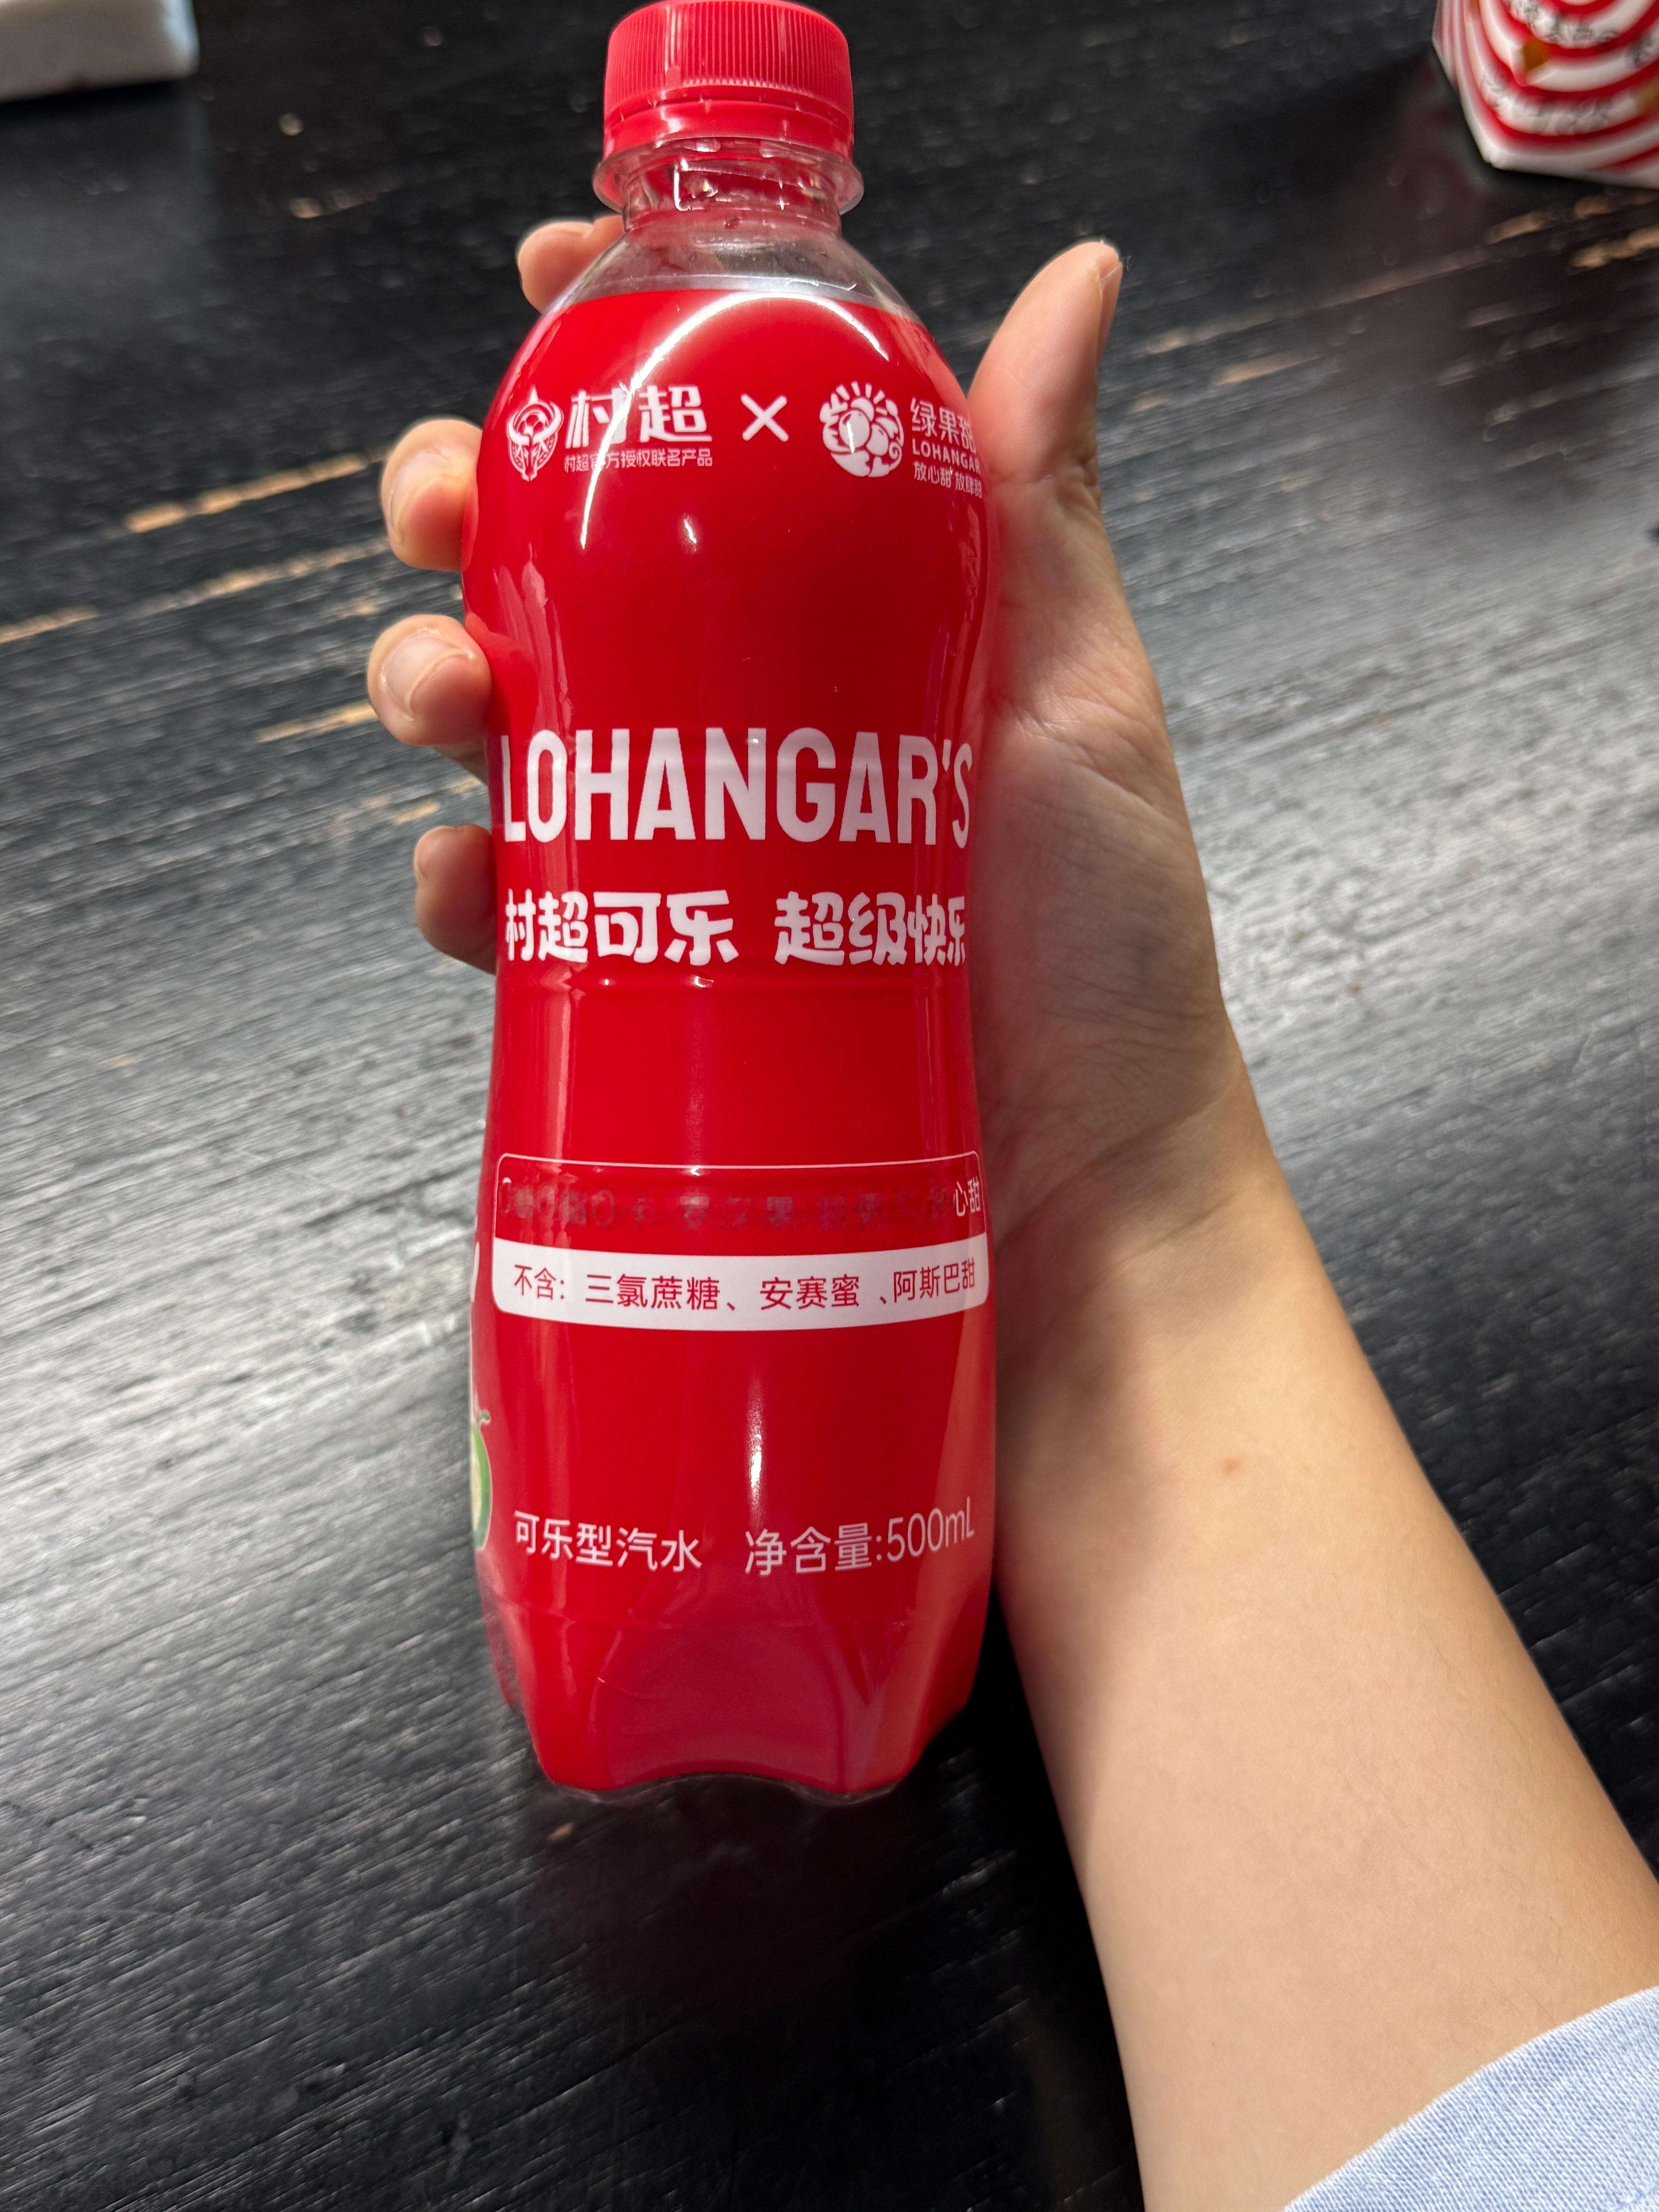 村超 × 绿果甜
村超官方授权联名产品
LOHANGAR
放心甜 放肆甜
LOHANGAR'S
村超可乐 超级快乐
心甜
不含: 三氯蔗糖、安赛蜜、阿斯巴甜
可乐型汽水 净含量:500mL